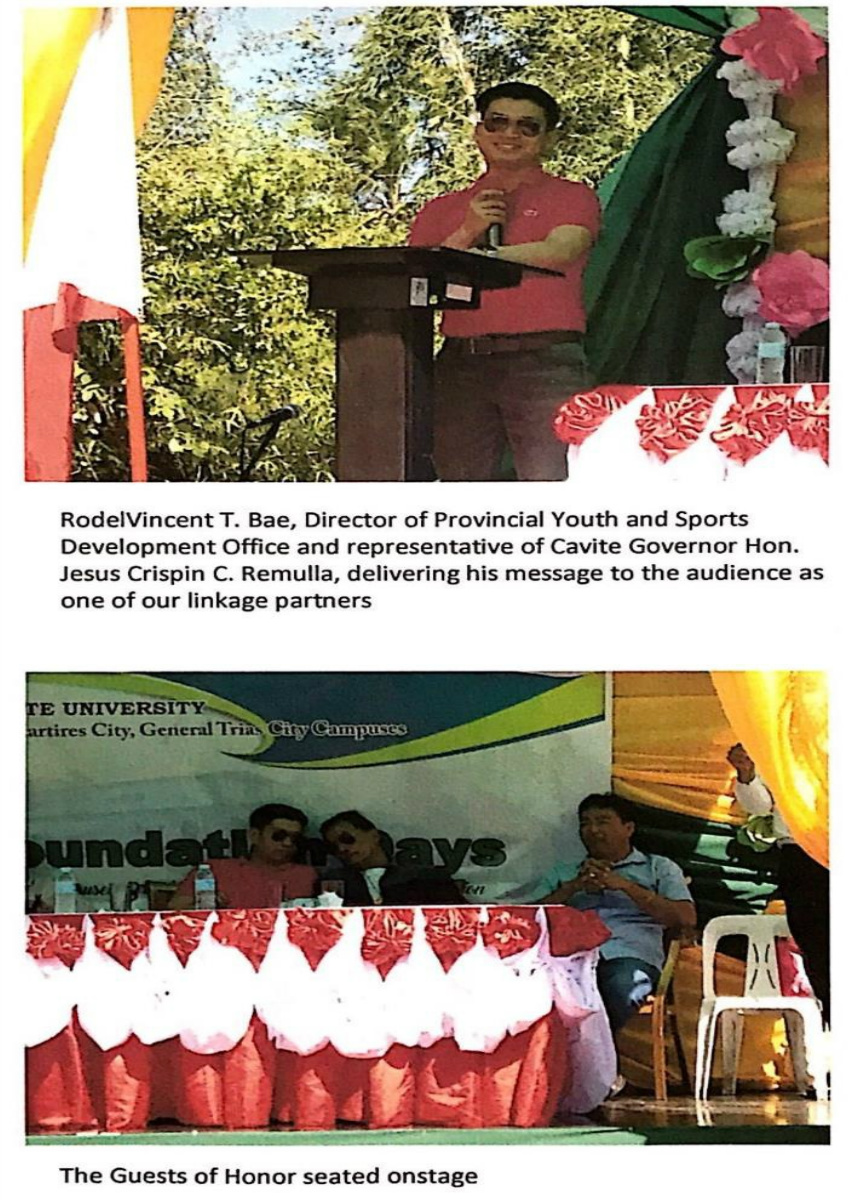 RodelVincent T. Bae, Director of Provincial Youth and Sports
Development Office and representative of Cavite Governor Hon.
Jesus Crispin C. Remulla, delivering his message to the audience as
one of our linkage partners
TE UNIVERSITY
artires City, General Trias City Campuses
oundat n ays
The Guests of Honor seated onstage